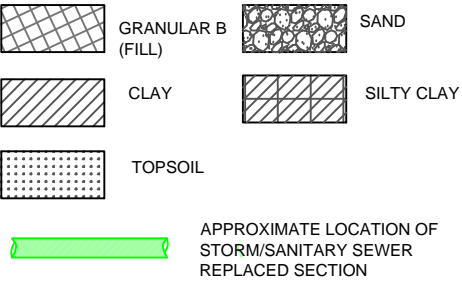 GRANULAR B
(FILL)
SAND
CLAY
SILTY CLAY
TOPSOIL
APPROXIMATE LOCATION OF
STORM/SANITARY SEWER
REPLACED SECTION